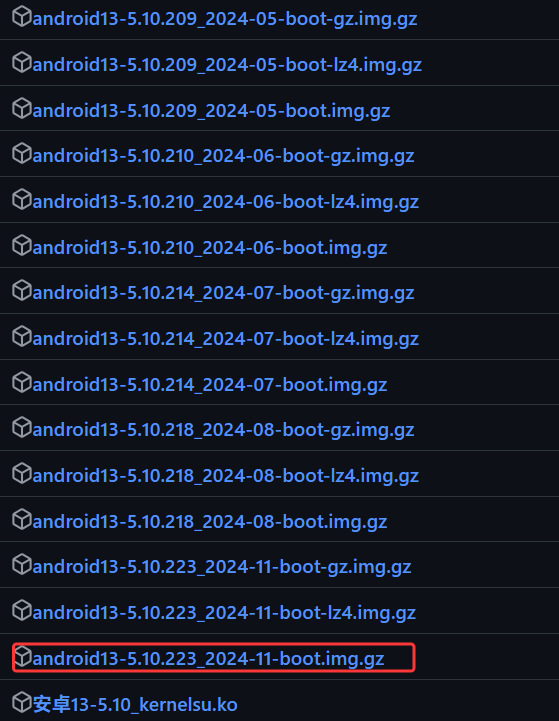 android13-5.10.209_2024-05-boot-gz.img.gz
android13-5.10.209_2024-05-boot-lz4.img.gz
android13-5.10.209_2024-05-boot.img.gz
android13-5.10.210_2024-06-boot-gz.img.gz
android13-5.10.210_2024-06-boot-lz4.img.gz
android13-5.10.210_2024-06-boot.img.gz
android13-5.10.214_2024-07-boot-gz.img.gz
android13-5.10.214_2024-07-boot-lz4.img.gz
android13-5.10.214_2024-07-boot.img.gz
android13-5.10.218_2024-08-boot-gz.img.gz
android13-5.10.218_2024-08-boot-lz4.img.gz
android13-5.10.218_2024-08-boot.img.gz
android13-5.10.223_2024-11-boot-gz.img.gz
android13-5.10.223_2024-11-boot-lz4.img.gz
android13-5.10.223_2024-11-boot.img.gz
安卓13-5.10_kernelsu.ko